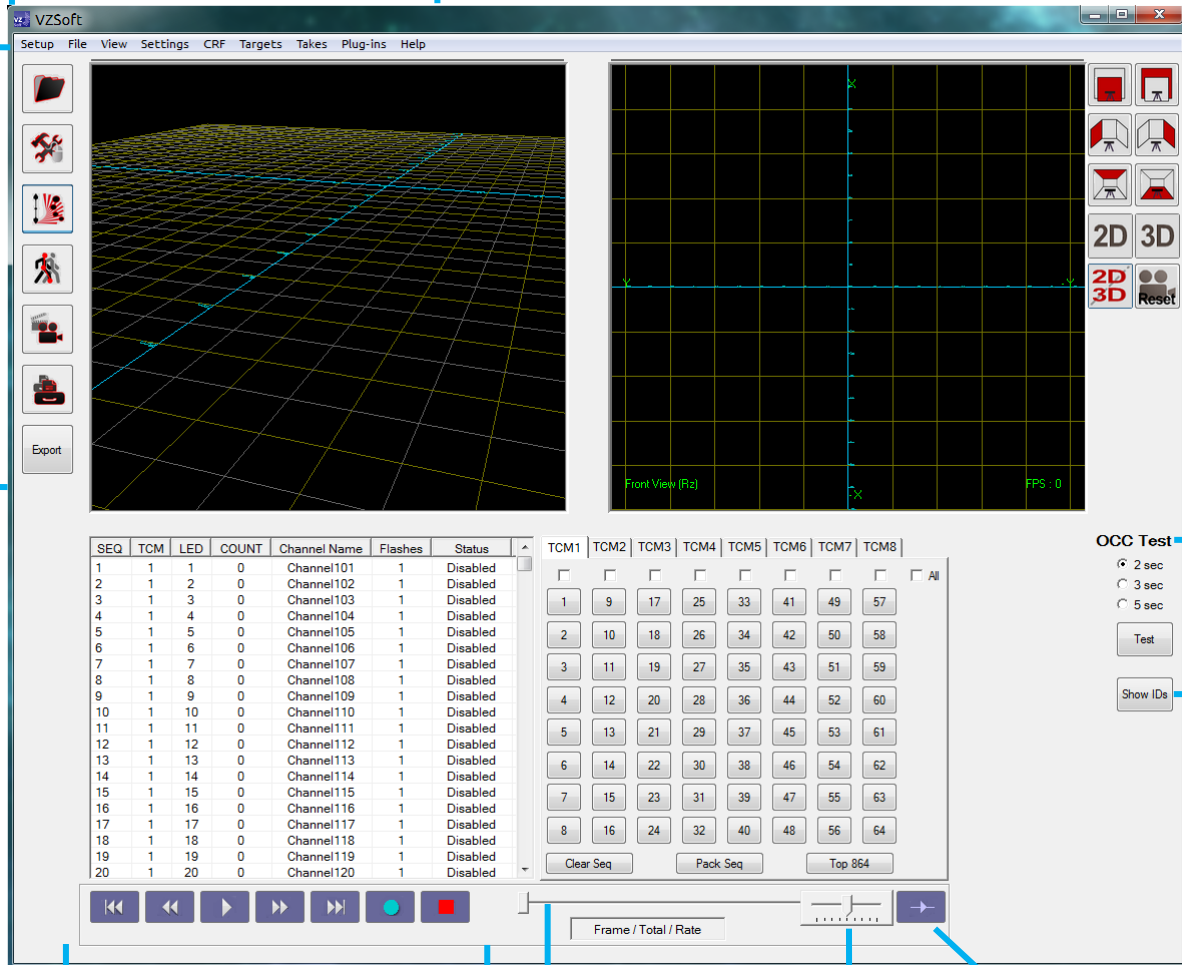 VZSoft
Setup File View Settings CRF Targets Takes Plug-ins Help
X
Y
Y
X
Front View (Rz)
FPS : 0
2D 3D
2D
3D
Reset
Export
SEQ TCM LED COUNT Channel Name Flashes Status
1 1 1 0 Channel101 1 Disabled
2 1 2 0 Channel102 1 Disabled
3 1 3 0 Channel103 1 Disabled
4 1 4 0 Channel104 1 Disabled
5 1 5 0 Channel105 1 Disabled
6 1 6 0 Channel106 1 Disabled
7 1 7 0 Channel107 1 Disabled
8 1 8 0 Channel108 1 Disabled
9 1 9 0 Channel109 1 Disabled
10 1 10 0 Channel110 1 Disabled
11 1 11 0 Channel111 1 Disabled
12 1 12 0 Channel112 1 Disabled
13 1 13 0 Channel113 1 Disabled
14 1 14 0 Channel114 1 Disabled
15 1 15 0 Channel115 1 Disabled
16 1 16 0 Channel116 1 Disabled
17 1 17 0 Channel117 1 Disabled
18 1 18 0 Channel118 1 Disabled
19 1 19 0 Channel119 1 Disabled
20 1 20 0 Channel120 1 Disabled
TCM1 TCM2 TCM3 TCM4 TCM5 TCM6 TCM7 TCM8
All
1 9 17 25 33 41 49 57
2 10 18 26 34 42 50 58
3 11 19 27 35 43 51 59
4 12 20 28 36 44 52 60
5 13 21 29 37 45 53 61
6 14 22 30 38 46 54 62
7 15 23 31 39 47 55 63
8 16 24 32 40 48 56 64
Clear Seq Pack Seq Top 864
OCC Test
2 sec
3 sec
5 sec
Test
Show IDs
Frame / Total / Rate